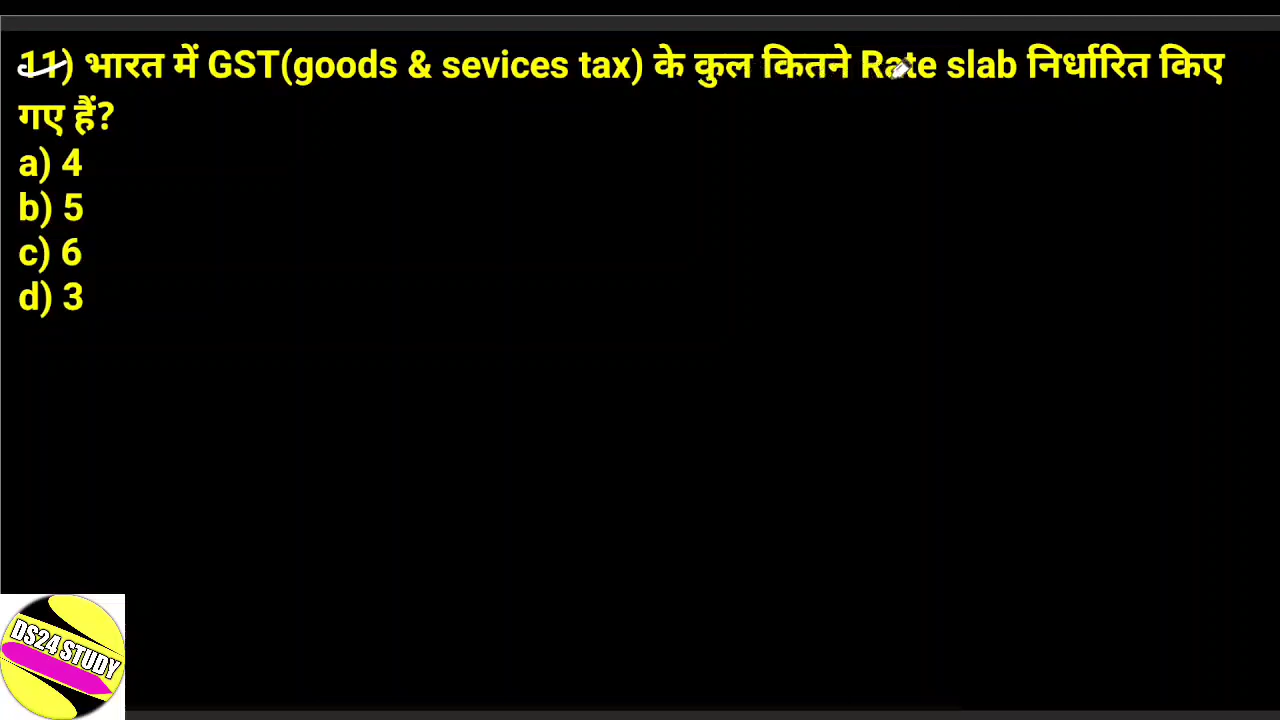 11) भारत में GST(goods & sevices tax) के कुल कितने Rate slab निर्धारित किए
गए हैं?
a) 4
b) 5
c) 6
d) 3
DS24 STUDY